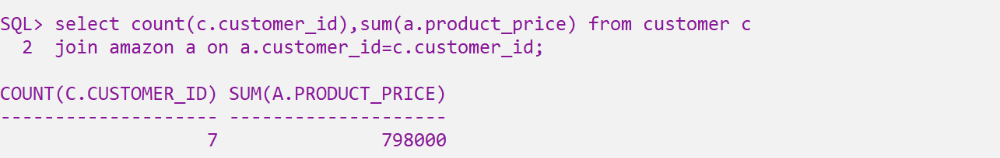 SQL> select count(c.customer_id),sum(a.product_price) from customer c
  2  join amazon a on a.customer_id=c.customer_id;
COUNT(C.CUSTOMER_ID) SUM(A.PRODUCT_PRICE)
-------------------- --------------------
                   7               798000